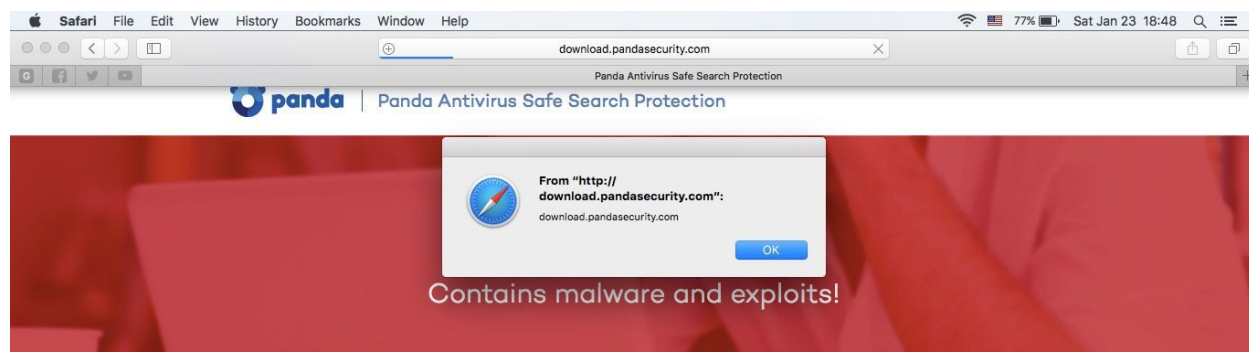 Safari File Edit View History Bookmarks Window Help 77% Sat Jan 23 18:48
download.pandasecurity.com
G f Panda Antivirus Safe Search Protection
panda | Panda Antivirus Safe Search Protection
From "http://
download.pandasecurity.com":
download.pandasecurity.com
OK
Contains malware and exploits!